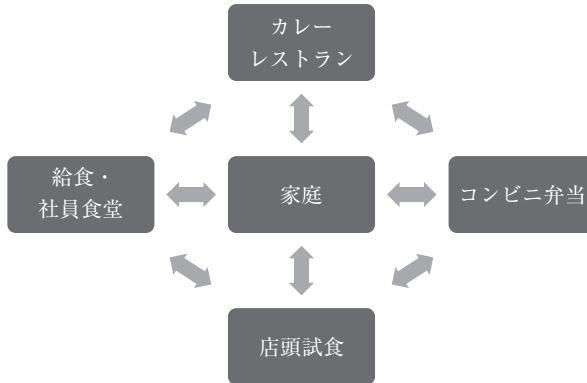 カレー
レストラン
給食・
社員食堂
家庭
コンビニ弁当
店頭試食